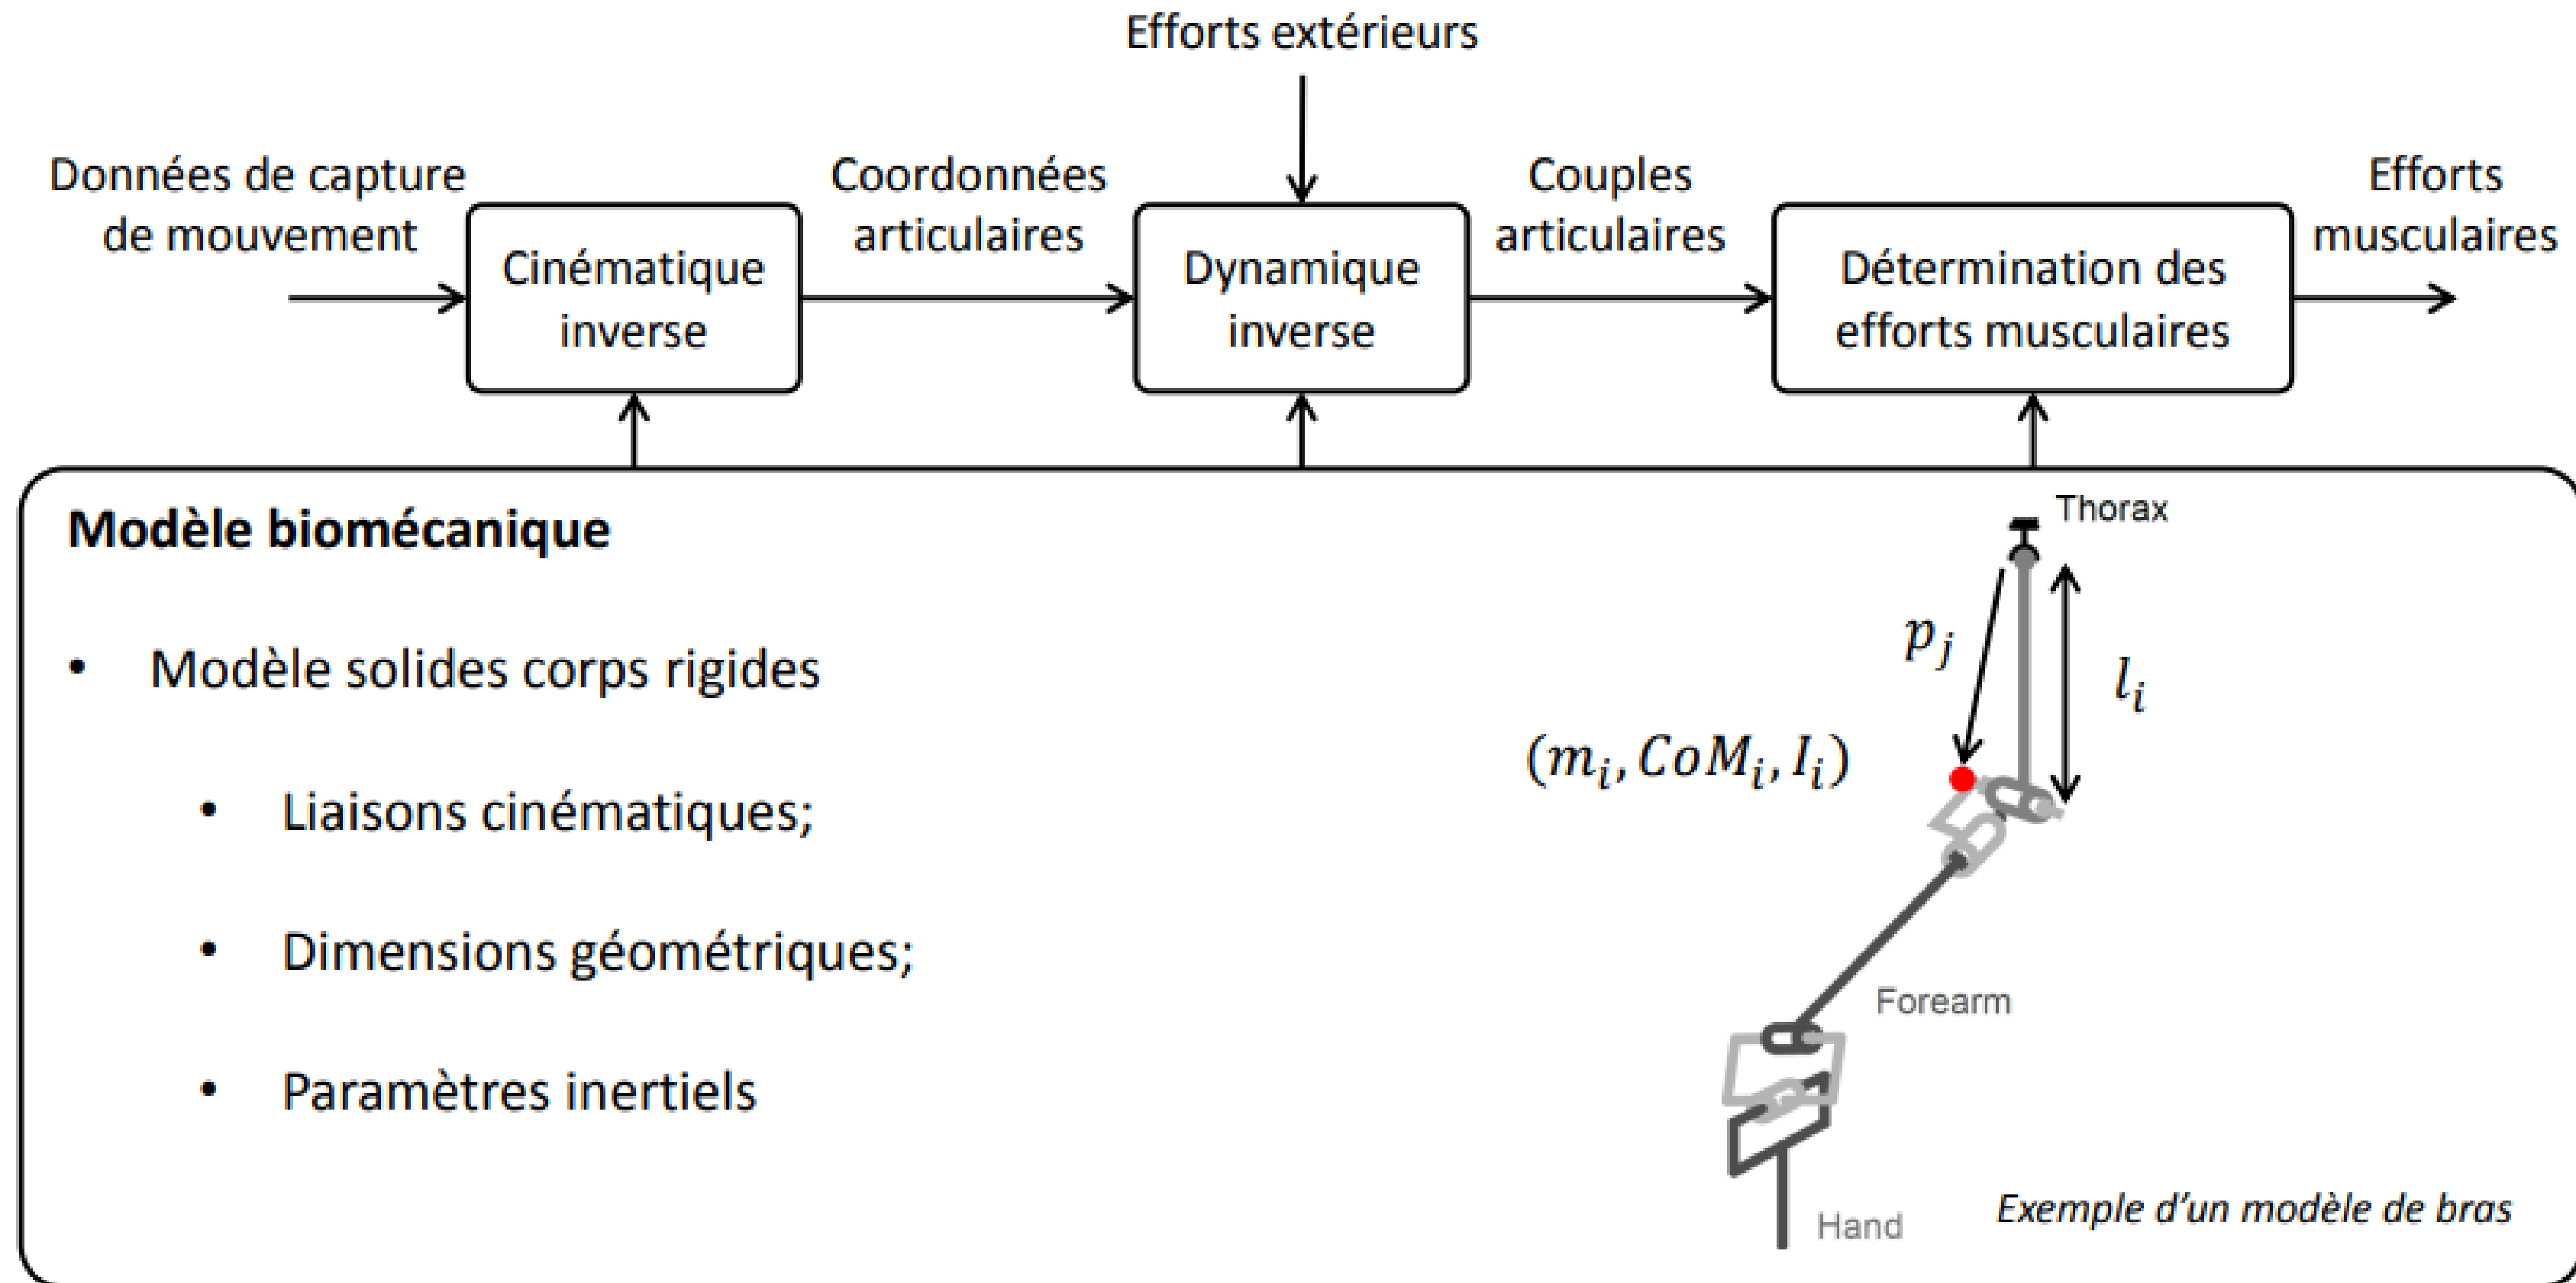 Efforts extérieurs
Données de capture
de mouvement
Cinématique
inverse
Coordonnées
articulaires
Dynamique
inverse
Couples
articulaires
Détermination des
efforts musculaires
Efforts
musculaires
Modèle biomécanique
• Modèle solides corps rigides
• Liaisons cinématiques;
• Dimensions géométriques;
• Paramètres inertiels
Thorax
p_j
l_i
(m_i, CoM_i, I_i)
Forearm
Hand
Exemple d'un modèle de bras